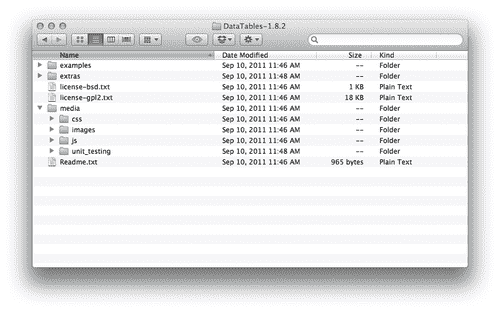 DataTables-1.8.2
Name Date Modified Size Kind
examples Sep 10, 2011 11:46 AM -- Folder
extras Sep 10, 2011 11:48 AM -- Folder
license-bsd.txt Sep 10, 2011 11:46 AM 1 KB Plain Text
license-gpl2.txt Sep 10, 2011 11:46 AM 18 KB Plain Text
media Sep 10, 2011 11:46 AM -- Folder
css Sep 10, 2011 11:46 AM -- Folder
images Sep 10, 2011 11:46 AM -- Folder
js Sep 10, 2011 11:46 AM -- Folder
unit_testing Sep 10, 2011 11:48 AM -- Folder
Readme.txt Sep 10, 2011 11:46 AM 965 bytes Plain Text